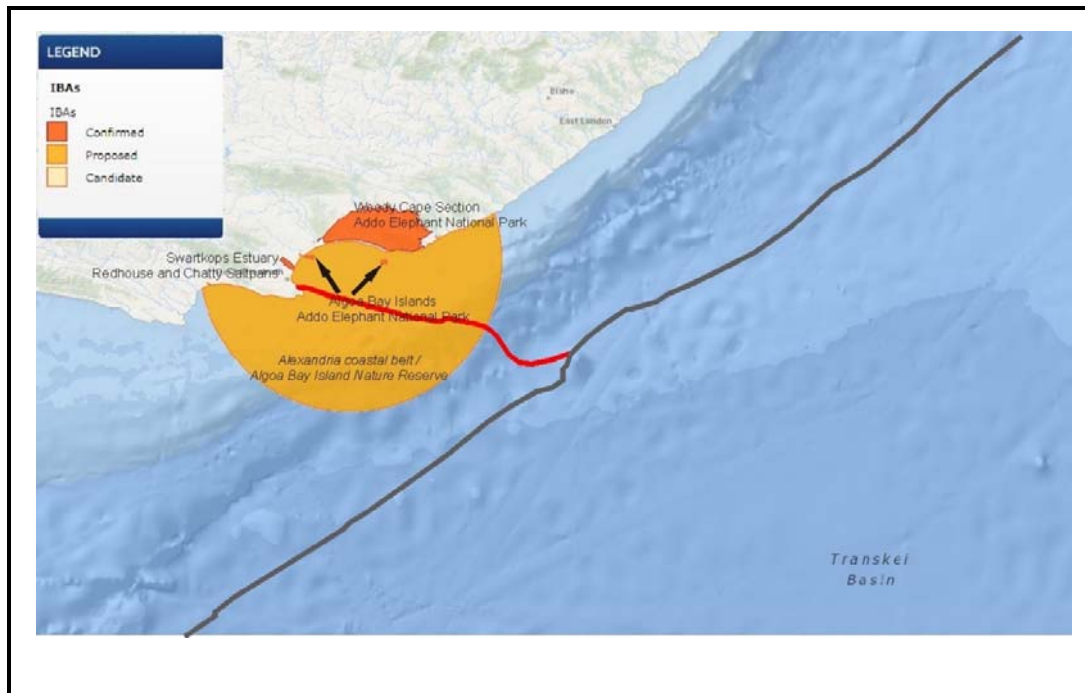 LEGEND
IBAs
IBAs
Confirmed
Proposed
Candidate
Bisho
East London
Woody Cape Section
Addo Elephant National Park
Swartkops Estuary
Redhouse and Chatty Saltpans
Algoa Bay Islands
Addo Elephant National Park
Alexandria coastal belt /
Algoa Bay Island Nature Reserve
Transkei
Basin